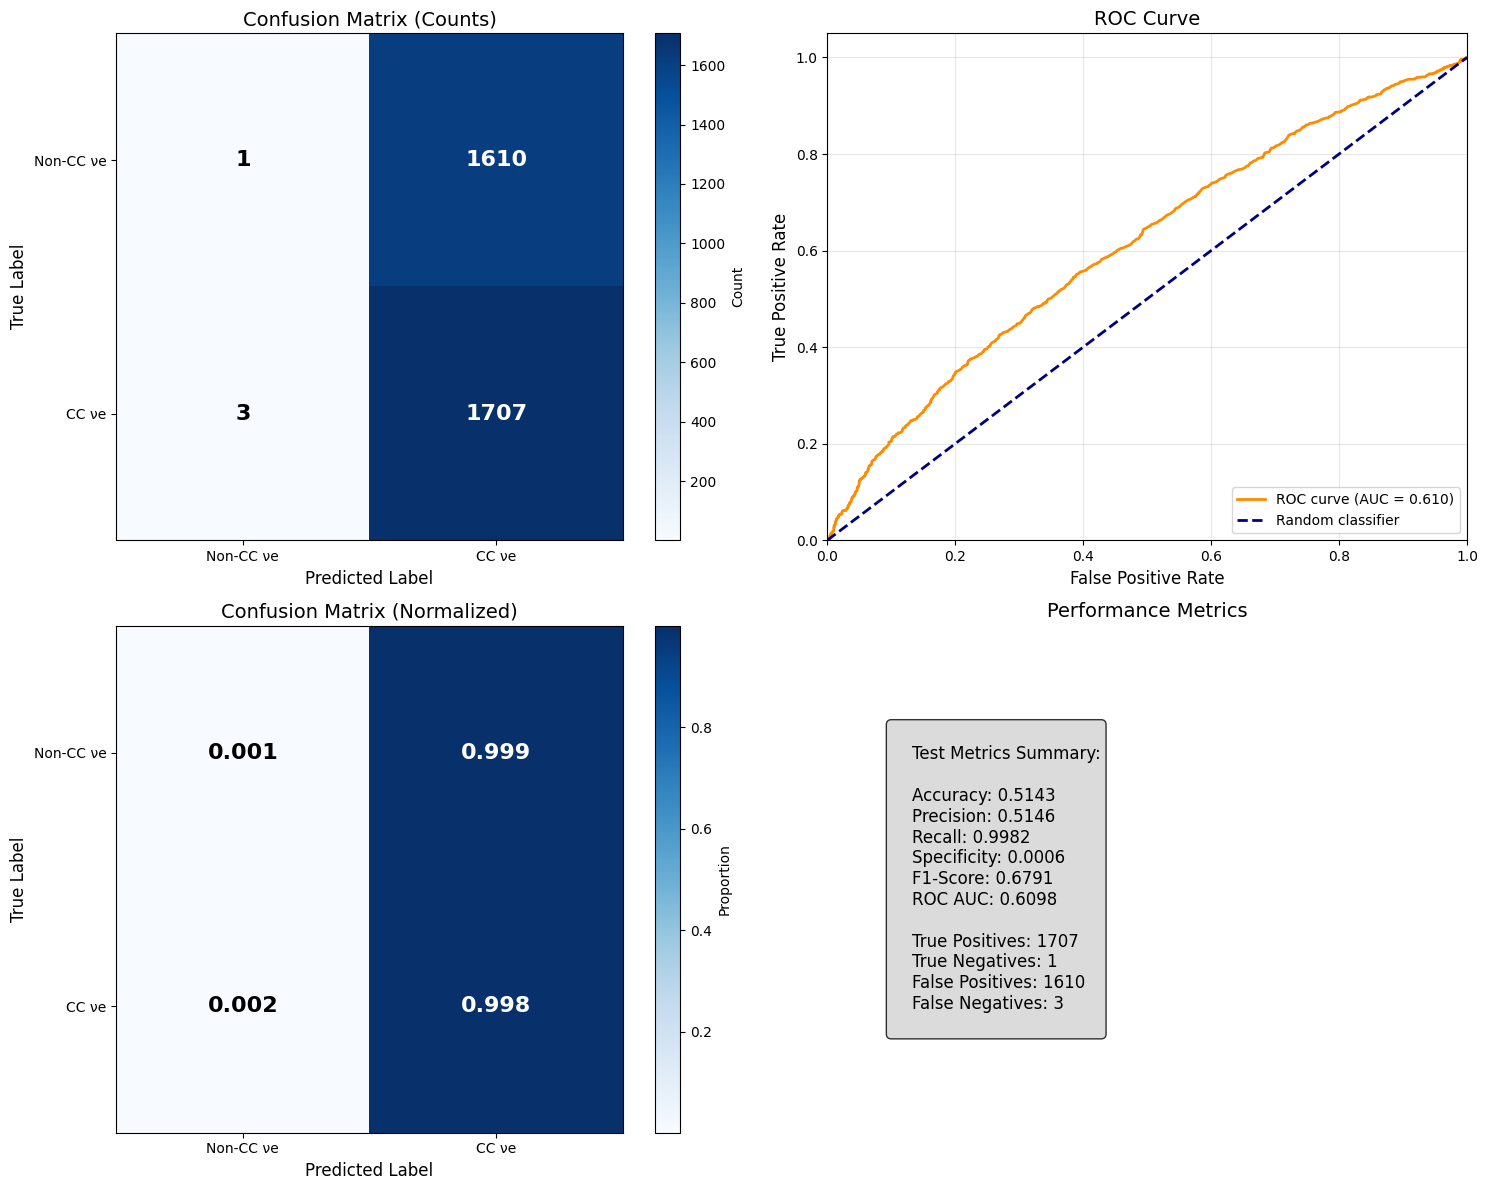 Confusion Matrix (Counts)
True Label
Non-CC νe
CC νe
1
1610
3
1707
Non-CC νe
CC νe
Predicted Label
1600
1400
1200
1000
800
600
400
200
Count
ROC Curve
True Positive Rate
1.0
0.8
0.6
0.4
0.2
0.0
0.0
0.2
0.4
0.6
0.8
1.0
False Positive Rate
ROC curve (AUC = 0.610)
Random classifier
Confusion Matrix (Normalized)
True Label
Non-CC νe
CC νe
0.001
0.999
0.002
0.998
Non-CC νe
CC νe
Predicted Label
0.8
0.6
0.4
0.2
Proportion
Performance Metrics
Test Metrics Summary:
Accuracy: 0.5143
Precision: 0.5146
Recall: 0.9982
Specificity: 0.0006
F1-Score: 0.6791
ROC AUC: 0.6098
True Positives: 1707
True Negatives: 1
False Positives: 1610
False Negatives: 3